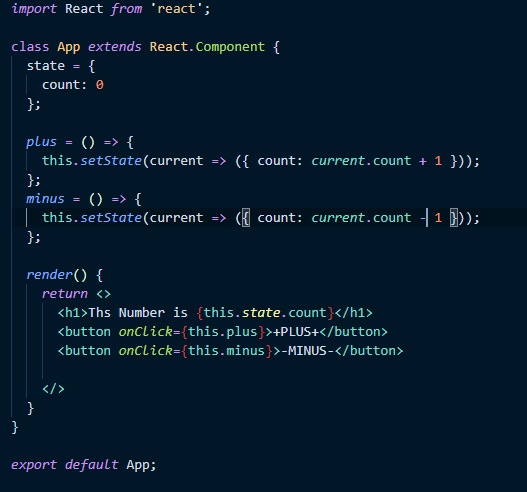 import React from 'react';
class App extends React.Component {
state = {
count: 0
};
plus = () => {
this.setState(current => ({ count: current.count + 1 }));
};
minus = () => {
this.setState(current => ({ count: current.count - 1 }));
};
render() {
return <>
<h1>Ths Number is {this.state.count}</h1>
<button onClick={this.plus}>+PLUS+</button>
<button onClick={this.minus}>-MINUS-</button>
</>
}
}
export default App;